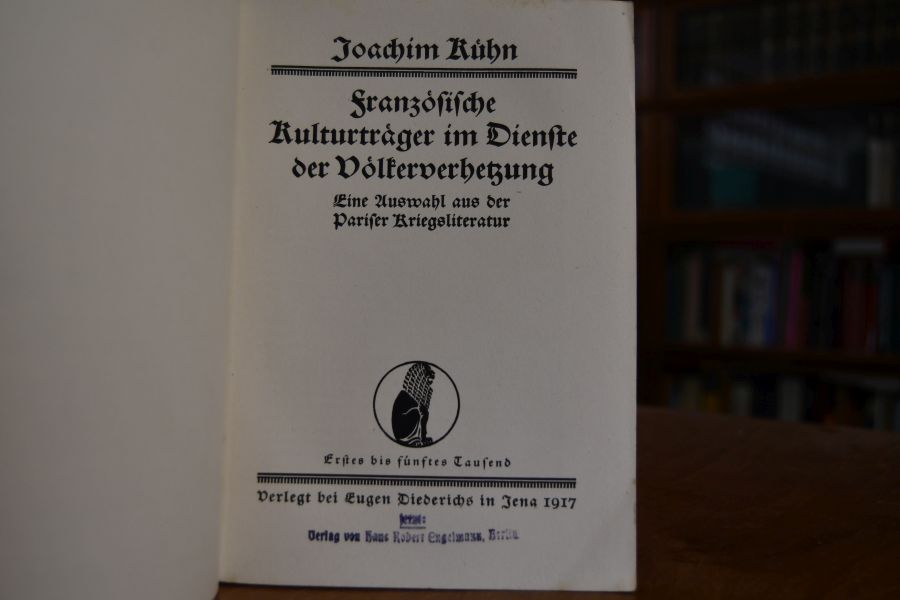 Joachim Kühn
Französische
Kulturträger im Dienste
der Völkerverhetzung
Eine Auswahl aus der
Pariser Kriegsliteratur
Erstes bis fünftes Tausend
Verlegt bei Eugen Diederichs in Jena 1917
Jetzt:
Verlag von Hans Robert Engelmann, Berlin